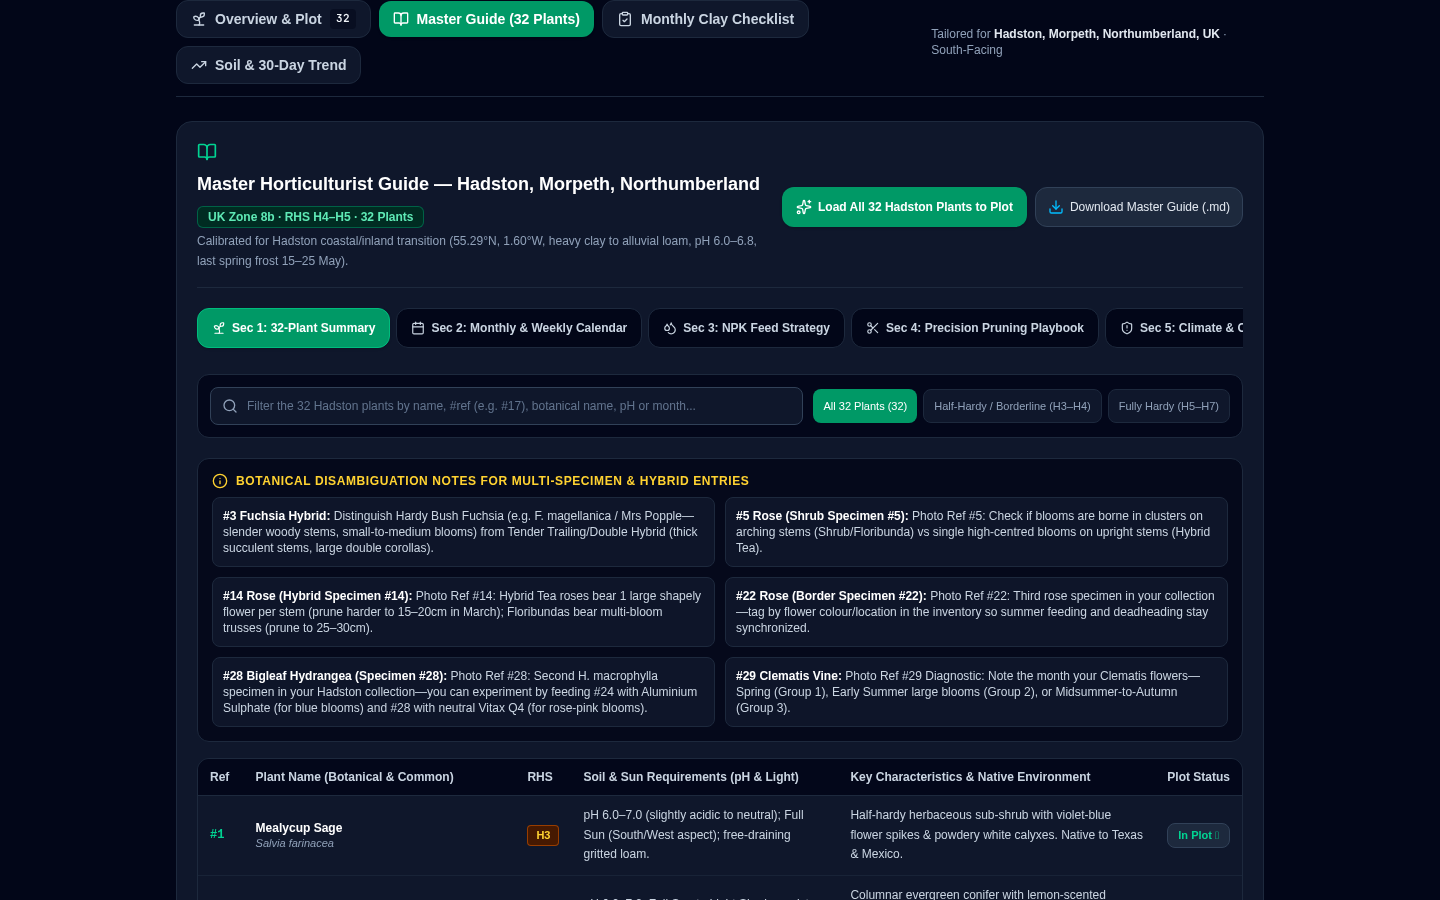 Overview & Plot 32
Master Guide (32 Plants)
Monthly Clay Checklist
Soil & 30-Day Trend
Tailored for Hadston, Morpeth, Northumberland, UK ·
South-Facing
Master Horticulturist Guide — Hadston, Morpeth, Northumberland
UK Zone 8b · RHS H4–H5 · 32 Plants
Calibrated for Hadston coastal/inland transition (55.29°N, 1.60°W, heavy clay to alluvial loam, pH 6.0–6.8,
last spring frost 15–25 May).
Load All 32 Hadston Plants to Plot
Download Master Guide (.md)
Sec 1: 32-Plant Summary
Sec 2: Monthly & Weekly Calendar
Sec 3: NPK Feed Strategy
Sec 4: Precision Pruning Playbook
Sec 5: Climate &
Filter the 32 Hadston plants by name, #ref (e.g. #17), botanical name, pH or month...
All 32 Plants (32)
Half-Hardy / Borderline (H3–H4)
Fully Hardy (H5–H7)
BOTANICAL DISAMBIGUATION NOTES FOR MULTI-SPECIMEN & HYBRID ENTRIES
#3 Fuchsia Hybrid: Distinguish Hardy Bush Fuchsia (e.g. F. magellanica / Mrs Popple—
slender woody stems, small-to-medium blooms) from Tender Trailing/Double Hybrid (thick
succulent stems, large double corollas).
#5 Rose (Shrub Specimen #5): Photo Ref #5: Check if blooms are borne in clusters on
arching stems (Shrub/Floribunda) vs single high-centred blooms on upright stems (Hybrid
Tea).
#14 Rose (Hybrid Specimen #14): Photo Ref #14: Hybrid Tea roses bear 1 large shapely
flower per stem (prune harder to 15–20cm in March); Floribundas bear multi-bloom
trusses (prune to 25–30cm).
#22 Rose (Border Specimen #22): Photo Ref #22: Third rose specimen in your collection
—tag by flower colour/location in the inventory so summer feeding and deadheading stay
synchronized.
#28 Bigleaf Hydrangea (Specimen #28): Photo Ref #28: Second H. macrophylla
specimen in your Hadston collection—you can experiment by feeding #24 with Aluminium
Sulphate (for blue blooms) and #28 with neutral Vitax Q4 (for rose-pink blooms).
#29 Clematis Vine: Photo Ref #29 Diagnostic: Note the month your Clematis flowers—
Spring (Group 1), Early Summer large blooms (Group 2), or Midsummer-to-Autumn
(Group 3).
Ref
Plant Name (Botanical & Common)
RHS
Soil & Sun Requirements (pH & Light)
Key Characteristics & Native Environment
Plot Status
#1
Mealycup Sage
Salvia farinacea
H3
pH 6.0–7.0 (slightly acidic to neutral); Full
Sun (South/West aspect); free-draining
gritted loam.
Half-hardy herbaceous sub-shrub with violet-blue
flower spikes & powdery white calyxes. Native to Texas
& Mexico.
In Plot
Columnar evergreen conifer with lemon-scented